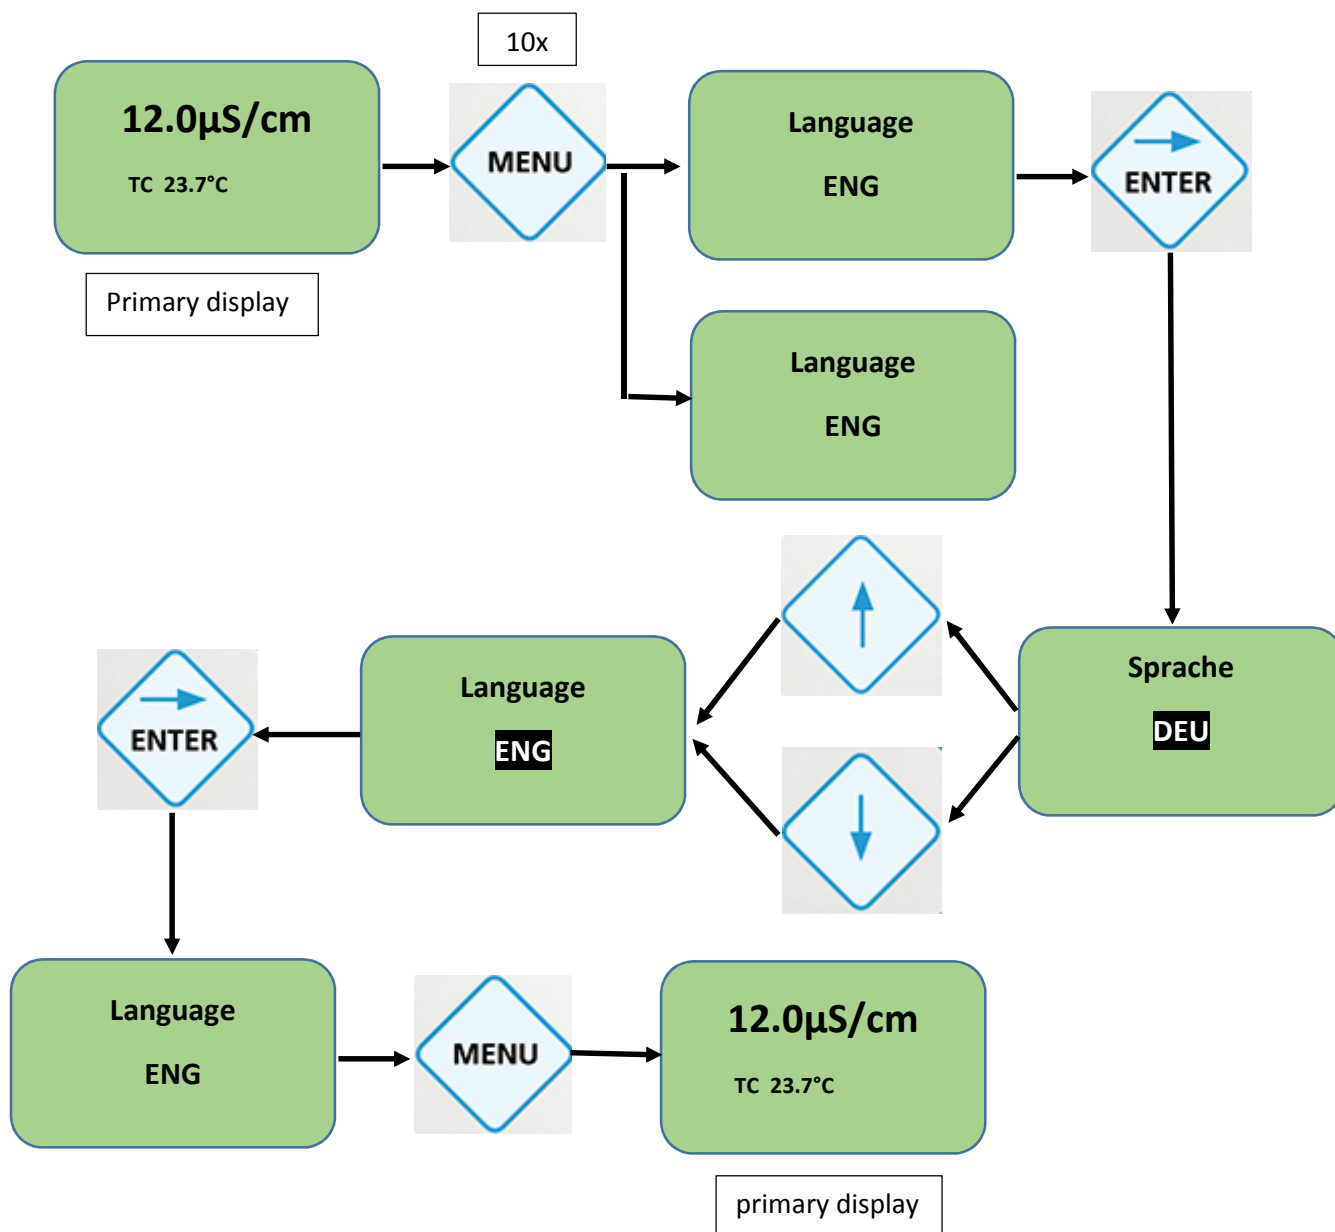 10x
12.0µS/cm
TC 23.7°C
Primary display
MENU
Language
ENG
ENTER
Language
ENG
Sprache
DEU
Language
ENG
ENTER
Language
ENG
MENU
12.0µS/cm
TC 23.7°C
primary display